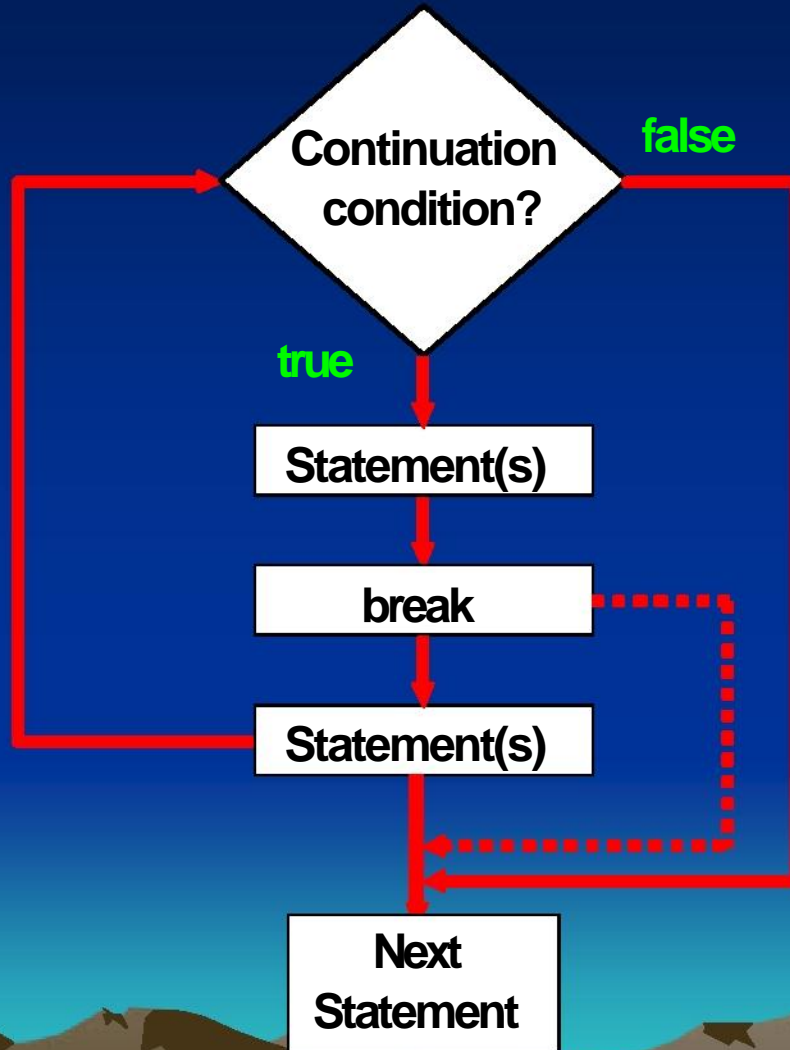 Continuation
condition?
false
true
Statement(s)
break
Statement(s)
Next
Statement